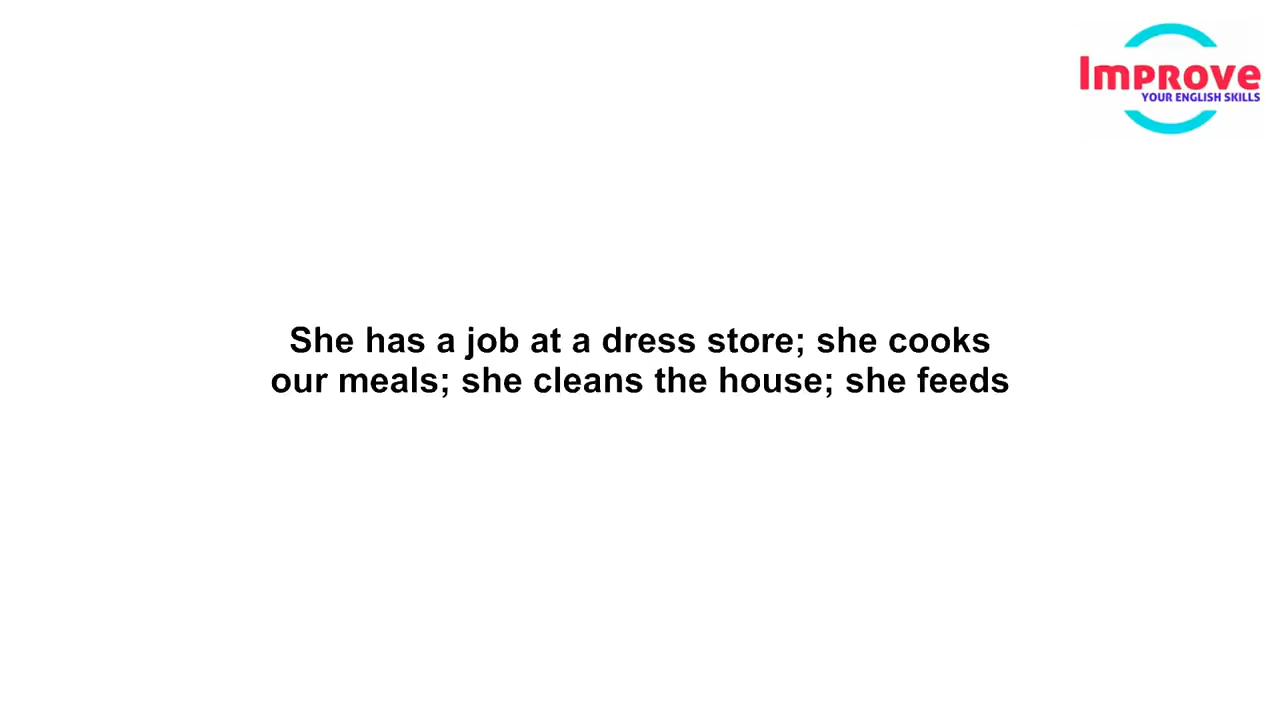 Improve
YOUR ENGLISH SKILLS
She has a job at a dress store; she cooks
our meals; she cleans the house; she feeds